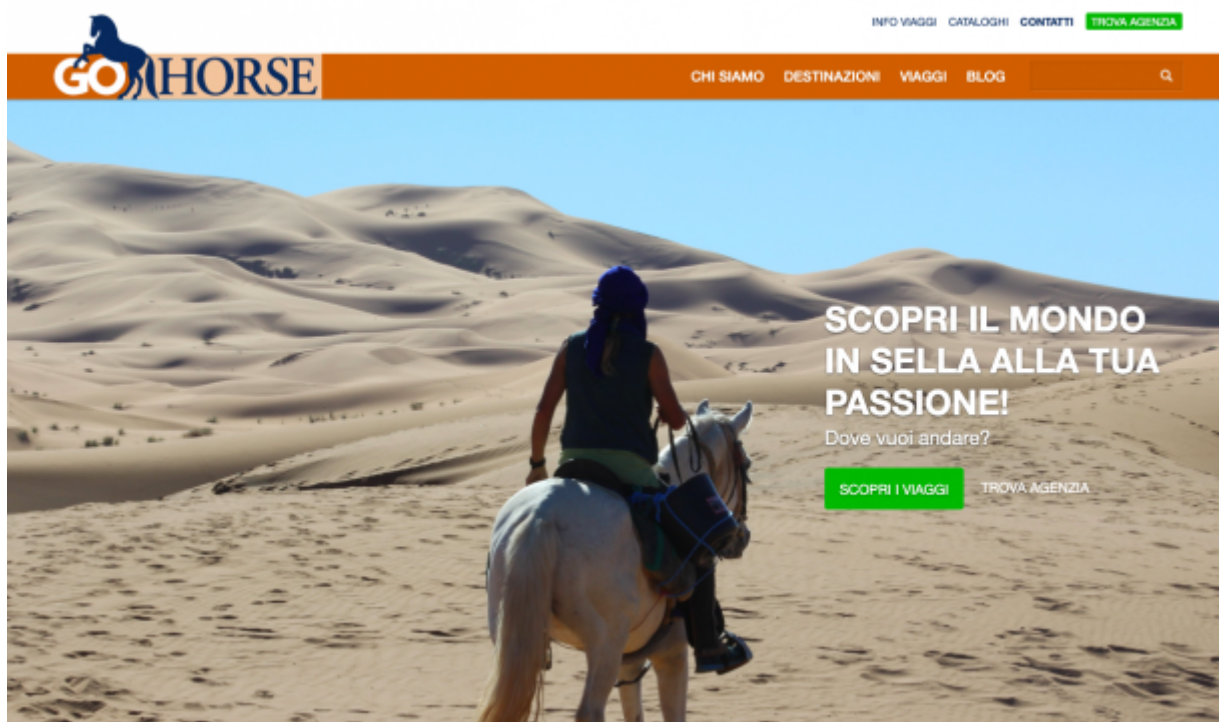 INFO VIAGGI CATALOGHI CONTATTI TROVA AGENZIA
GO HORSE
CHI SIAMO DESTINAZIONI VIAGGI BLOG
SCOPRI IL MONDO
IN SELLA ALLA TUA
PASSIONE!
Dove vuoi andare?
SCOPRI I VIAGGI TROVA AGENZIA